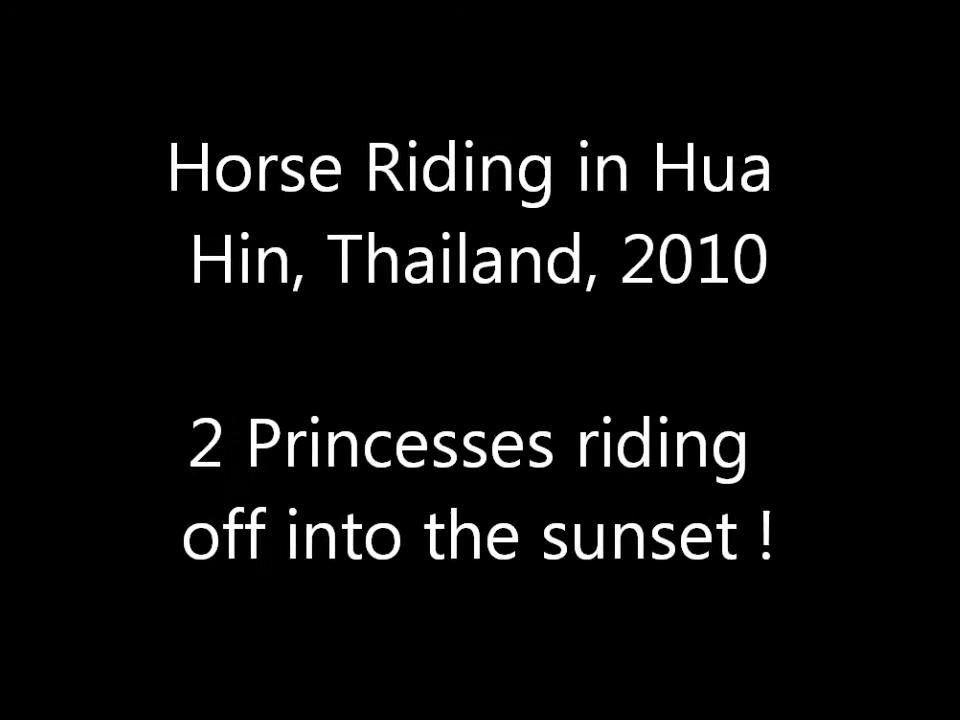 Horse Riding in Hua
Hin, Thailand, 2010
2 Princesses riding
off into the sunset !